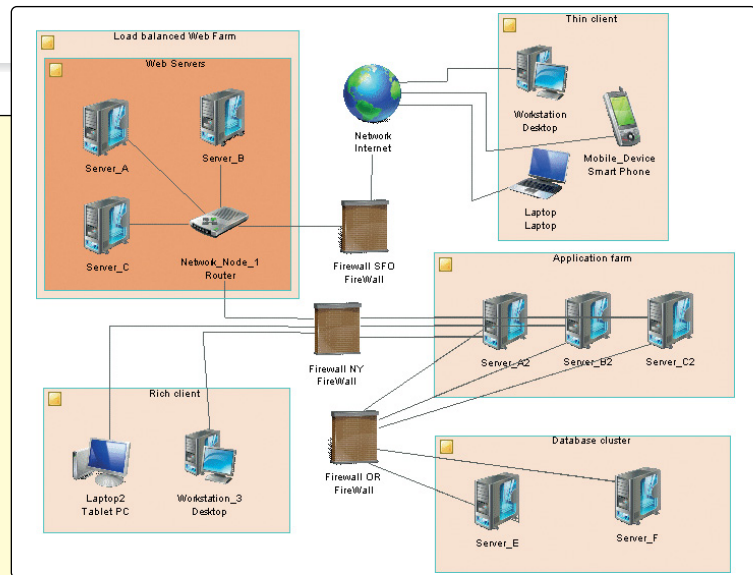 Load balanced Web Farm
Web Servers
Server_A
Server_B
Server_C
Network_Node_1
Router
Network
Internet
Firewall SFO
FireWall
Thin client
Workstation
Desktop
Mobile_Device
Smart Phone
Laptop
Laptop
Application farm
Server_A2
Server_B2
Server_C2
Firewall NY
FireWall
Rich client
Laptop2
Tablet PC
Workstation_3
Desktop
Firewall OR
FireWall
Database cluster
Server_E
Server_F